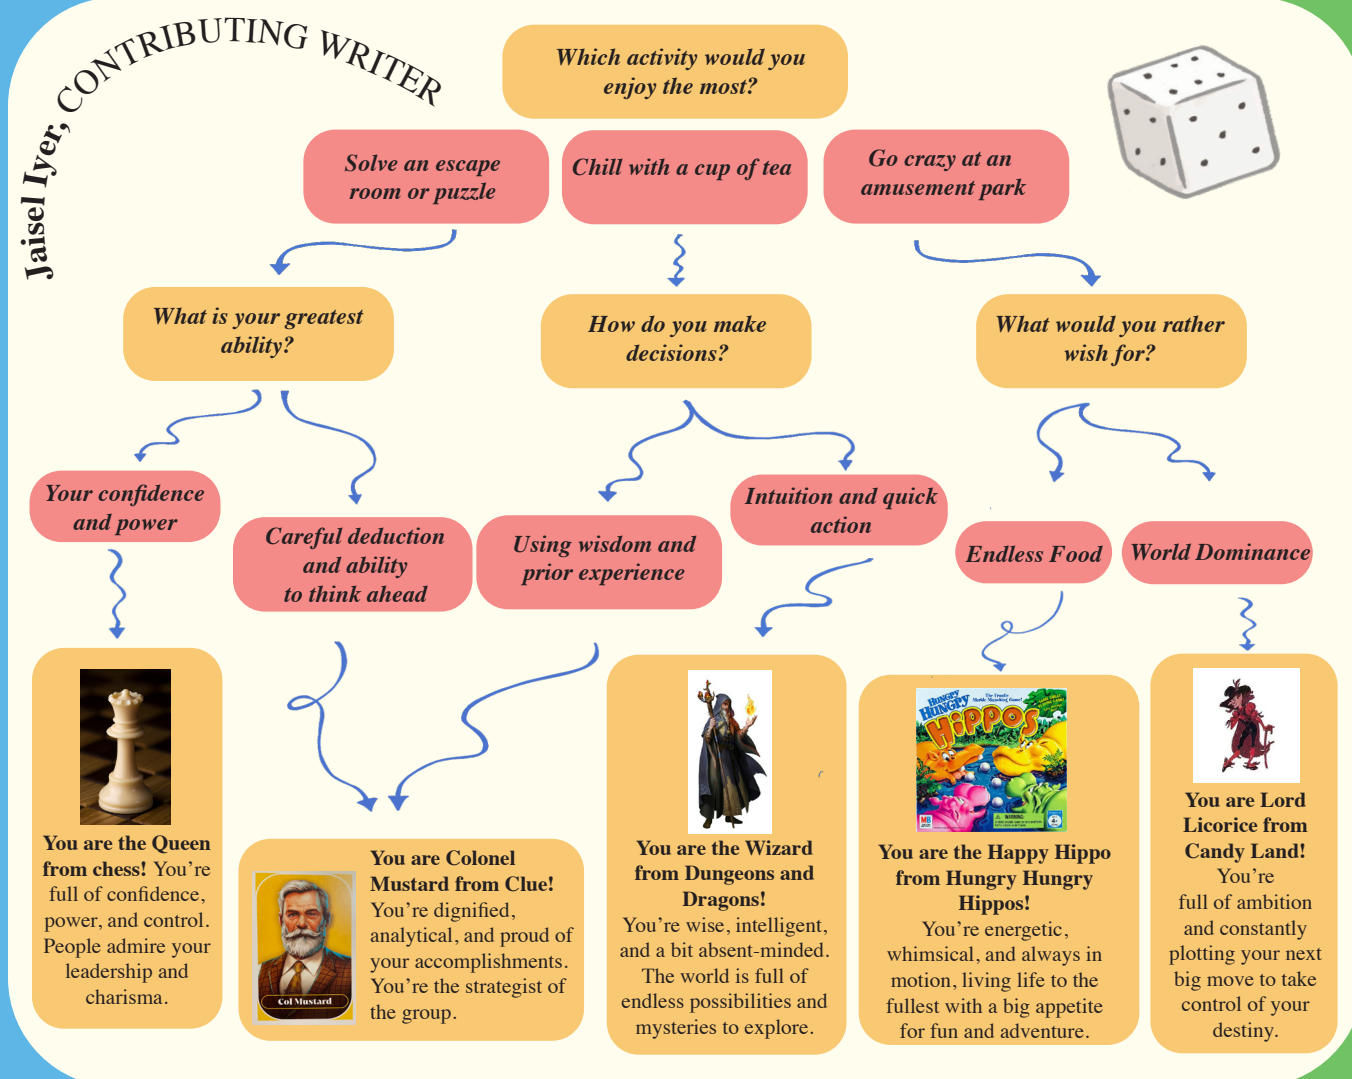 Jaisel Iyer, CONTRIBUTING WRITER
Which activity would you
enjoy the most?
Solve an escape
room or puzzle
Chill with a cup of tea
Go crazy at an
amusement park
What is your greatest
ability?
How do you make
decisions?
What would you rather
wish for?
Your confidence
and power
Careful deduction
and ability
to think ahead
Using wisdom and
prior experience
Intuition and quick
action
Endless Food
World Dominance
You are the Queen
from chess! You're
full of confidence,
power, and control.
People admire your
leadership and
charisma.
Col Mustard
You are Colonel
Mustard from Clue!
You're dignified,
analytical, and proud of
your accomplishments.
You're the strategist of
the group.
You are the Wizard
from Dungeons and
Dragons!
You're wise, intelligent,
and a bit absent-minded.
The world is full of
endless possibilities and
mysteries to explore.
HUNGRY
HUNGRY
HIPPOS
MB
WARNING:
You are the Happy Hippo
from Hungry Hungry
Hippos!
You're energetic,
whimsical, and always in
motion, living life to the
fullest with a big appetite
for fun and adventure.
You are Lord
Licorice from
Candy Land!
You're
full of ambition
and constantly
plotting your next
big move to take
control of your
destiny.